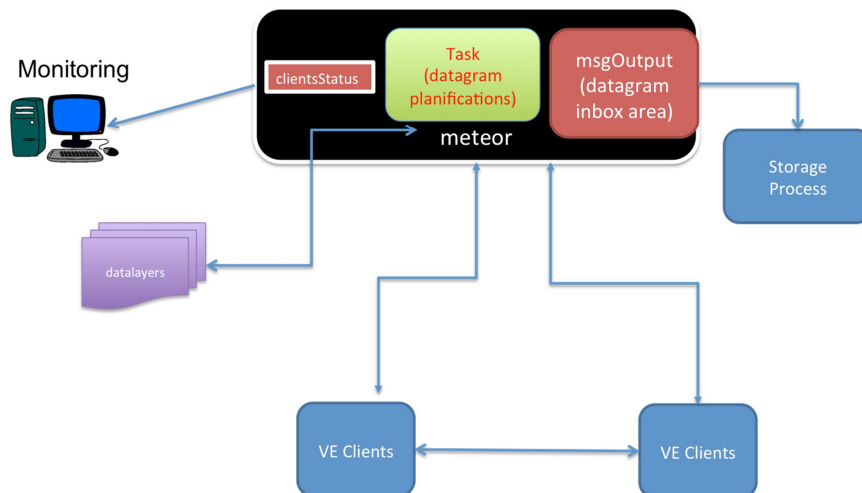 Monitoring
clientsStatus
Task
(datagram
planifications)
msgOutput
(datagram
inbox area)
meteor
Storage
Process
datalayers
VE Clients
VE Clients